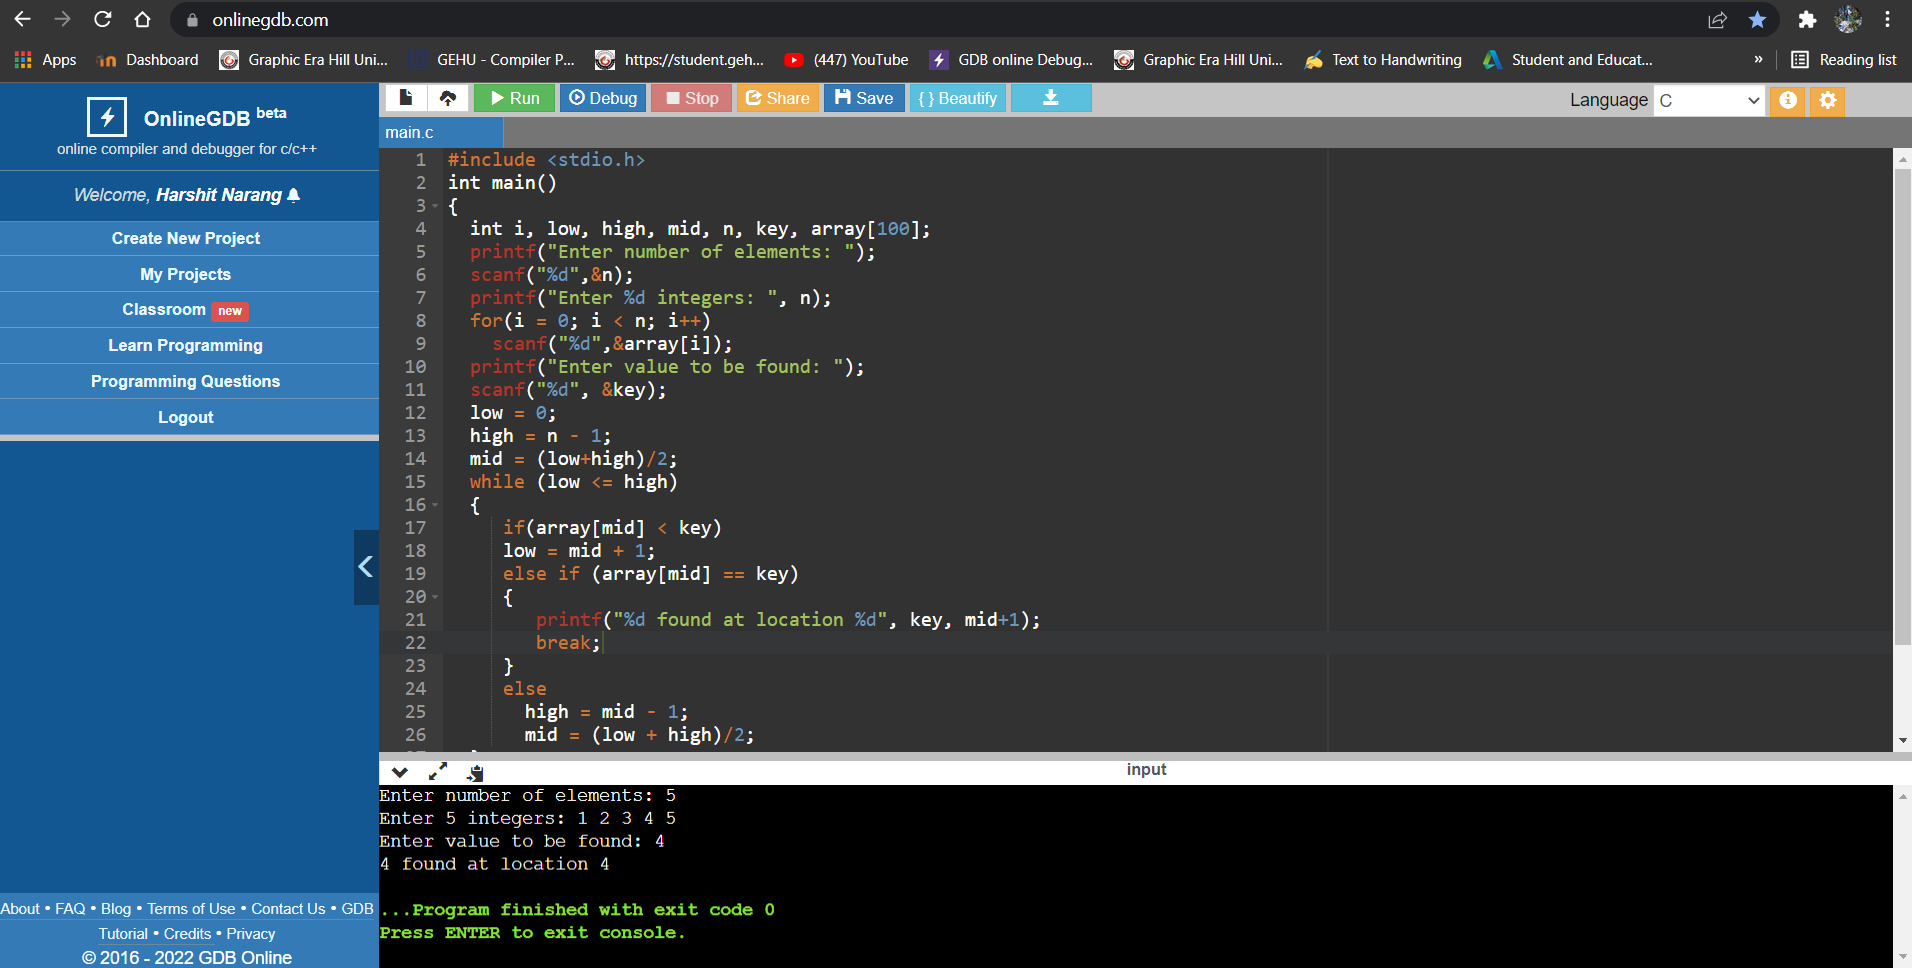 onlinegdb.com
Apps Dashboard Graphic Era Hill Uni... GEHU - Compiler P... https://student.geh... (447) YouTube GDB online Debug... Graphic Era Hill Uni... Text to Handwriting Student and Educat... » Reading list
OnlineGDB beta
online compiler and debugger for c/c++
Welcome, Harshit Narang
Create New Project
My Projects
Classroom new
Learn Programming
Programming Questions
Logout
About • FAQ • Blog • Terms of Use • Contact Us • GDB
Tutorial • Credits • Privacy
© 2016 - 2022 GDB Online
Run Debug Stop Share Save { } Beautify Language C
main.c
1 #include <stdio.h>
2 int main()
3 {
4 int i, low, high, mid, n, key, array[100];
5 printf("Enter number of elements: ");
6 scanf("%d",&n);
7 printf("Enter %d integers: ", n);
8 for(i = 0; i < n; i++)
9 scanf("%d",&array[i]);
10 printf("Enter value to be found: ");
11 scanf("%d", &key);
12 low = 0;
13 high = n - 1;
14 mid = (low+high)/2;
15 while (low <= high)
16 {
17 if(array[mid] < key)
18 low = mid + 1;
19 else if (array[mid] == key)
20 {
21 printf("%d found at location %d", key, mid+1);
22 break;
23 }
24 else
25 high = mid - 1;
26 mid = (low + high)/2;
input
Enter number of elements: 5
Enter 5 integers: 1 2 3 4 5
Enter value to be found: 4
4 found at location 4
...Program finished with exit code 0
Press ENTER to exit console.